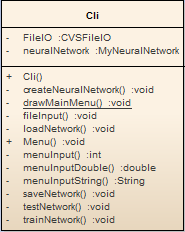 Cli
- FileIO :CVSFileIO
- neuralNetwork :MyNeuralNetwork
+ Cli()
- createNeuralNetwork() :void
- drawMainMenu() :void
- fileInput() :void
- loadNetwork() :void
+ Menu() :void
- menuInput() :int
- menuInputDouble() :double
- menuInputString() :String
- saveNetwork() :void
- testNetwork() :void
- trainNetwork() :void